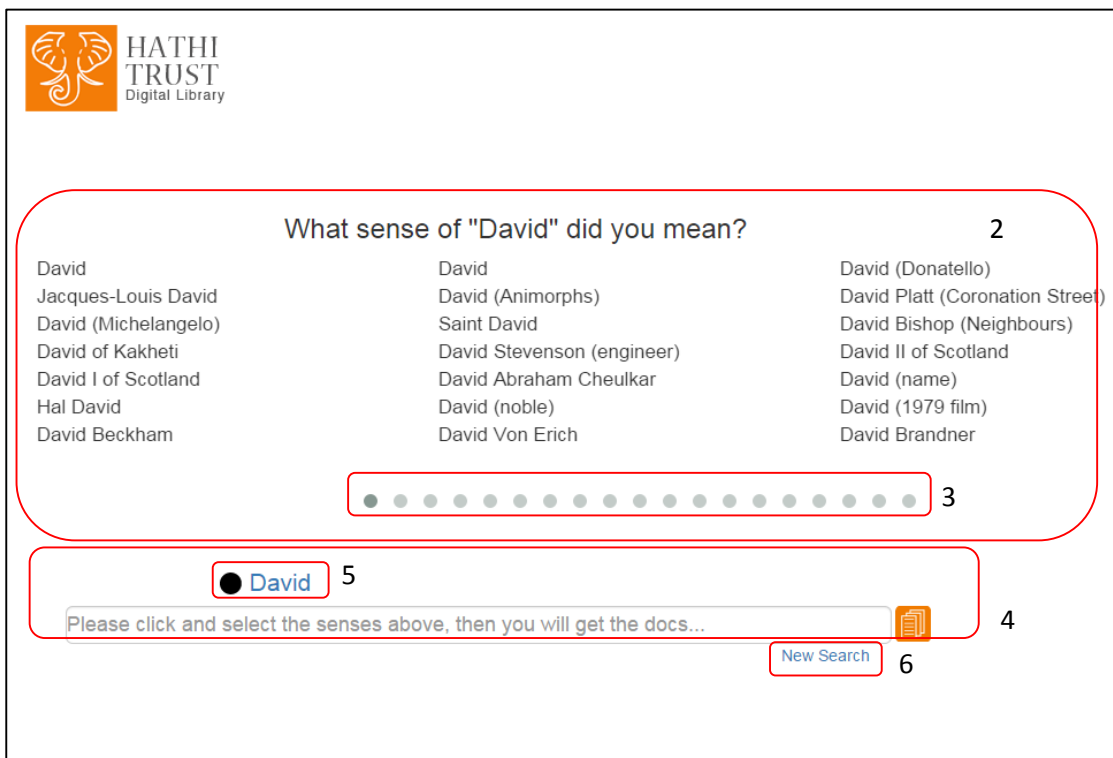 HATHI
TRUST
Digital Library
What sense of "David" did you mean?
2
David
David
David (Donatello)
Jacques-Louis David
David (Animorphs)
David Platt (Coronation Street)
David (Michelangelo)
Saint David
David Bishop (Neighbours)
David of Kakheti
David Stevenson (engineer)
David II of Scotland
David I of Scotland
David Abraham Cheulkar
David (name)
Hal David
David (noble)
David (1979 film)
David Beckham
David Von Erich
David Brandner
3
David
5
Please click and select the senses above, then you will get the docs...
4
New Search
6